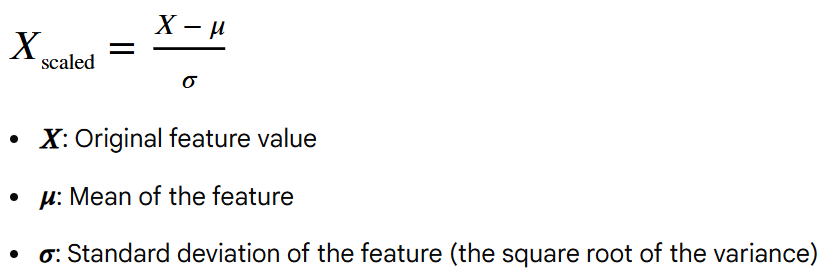 X_scaled = (X − μ) / σ
• X: Original feature value
• μ: Mean of the feature
• σ: Standard deviation of the feature (the square root of the variance)